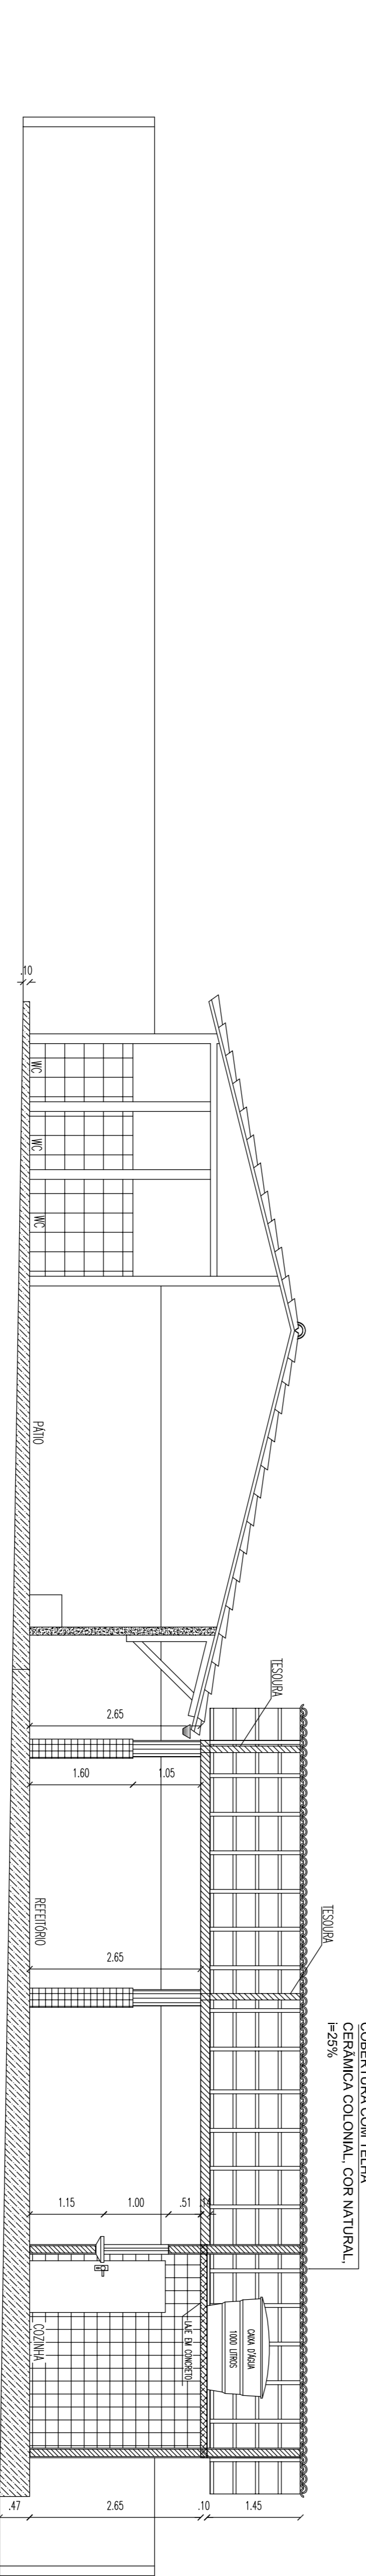 .10
WC
WC
WC
PÁTIO
TESOURA
2.65
1.60
1.05
TESOURA
REFEITÓRIO
2.65
COBERTURA COM TELHA
CERÂMICA COLONIAL, COR NATURAL,
i=25%
1.15
1.00
.51
.14
CAIXA D'ÁGUA
1000 LITROS
LAJE EM CONCRETO
COZINHA
.47
2.65
.10
1.45